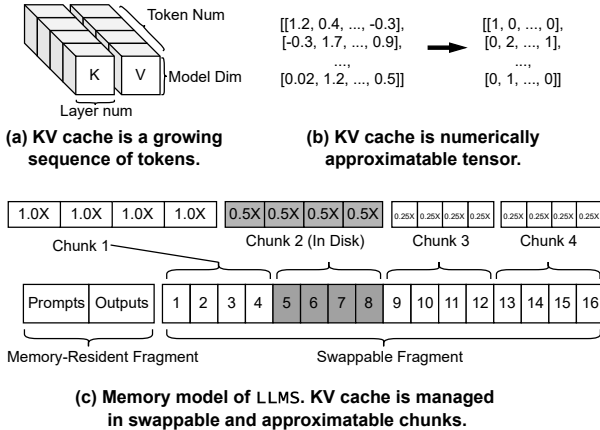 Token Num
K V
Model Dim
Layer num
(a) KV cache is a growing
sequence of tokens.
[[1.2, 0.4, ..., -0.3],
[-0.3, 1.7, ..., 0.9],
...,
[0.02, 1.2, ..., 0.5]]
[[1, 0, ..., 0],
[0, 2, ..., 1],
...,
[0, 1, ..., 0]]
(b) KV cache is numerically
approximatable tensor.
1.0X 1.0X 1.0X 1.0X 0.5X 0.5X 0.5X 0.5X 0.25X 0.25X 0.25X 0.25X 0.25X 0.25X 0.25X 0.25X
Chunk 1 Chunk 2 (In Disk) Chunk 3 Chunk 4
Prompts Outputs 1 2 3 4 5 6 7 8 9 10 11 12 13 14 15 16
Memory-Resident Fragment Swappable Fragment
(c) Memory model of LLMS. KV cache is managed
in swappable and approximatable chunks.